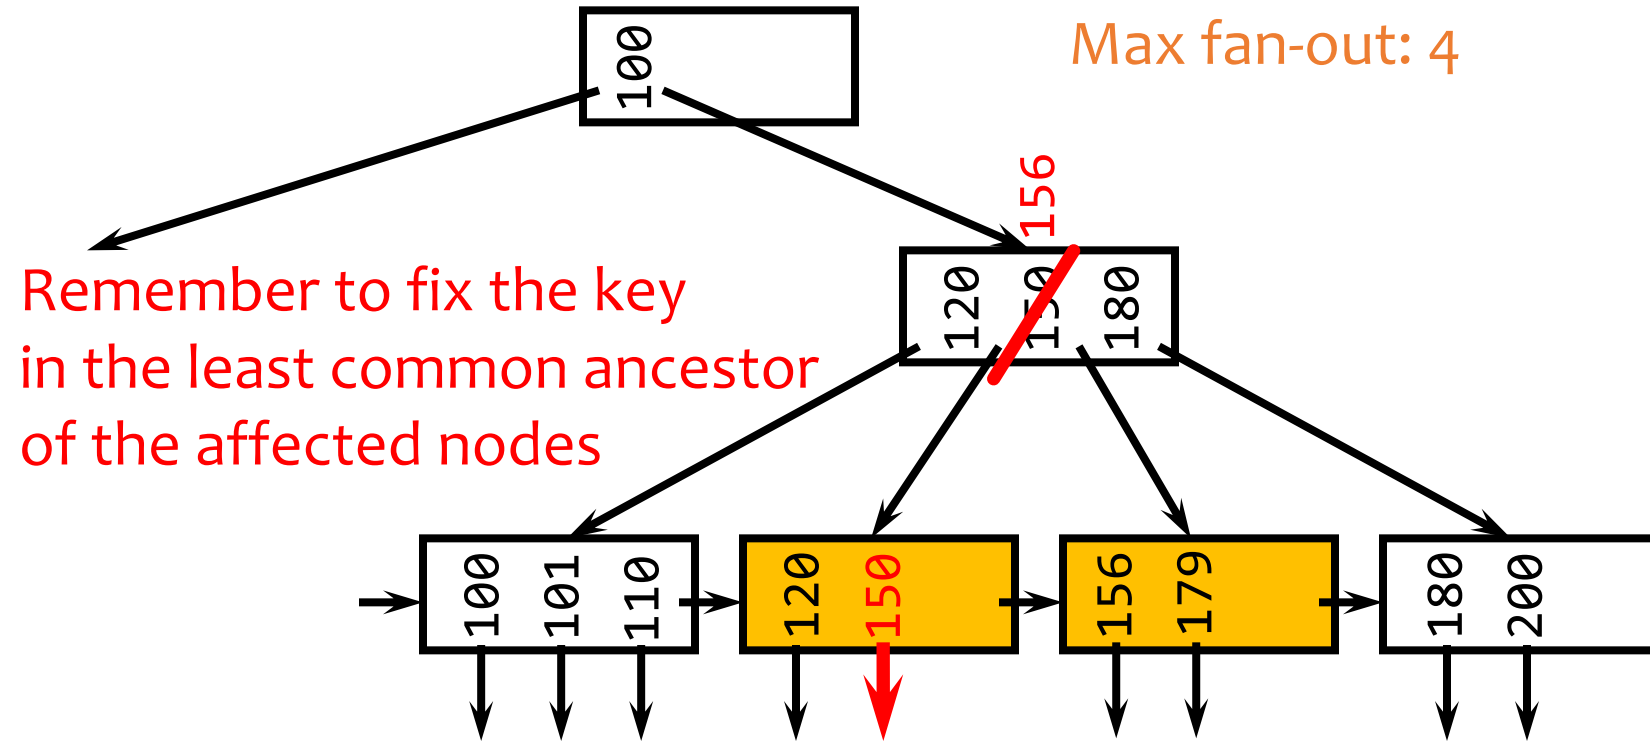 100
Max fan-out: 4
156
120 150 180
Remember to fix the key
in the least common ancestor
of the affected nodes
100 101 110
120 150
156 179
180 200